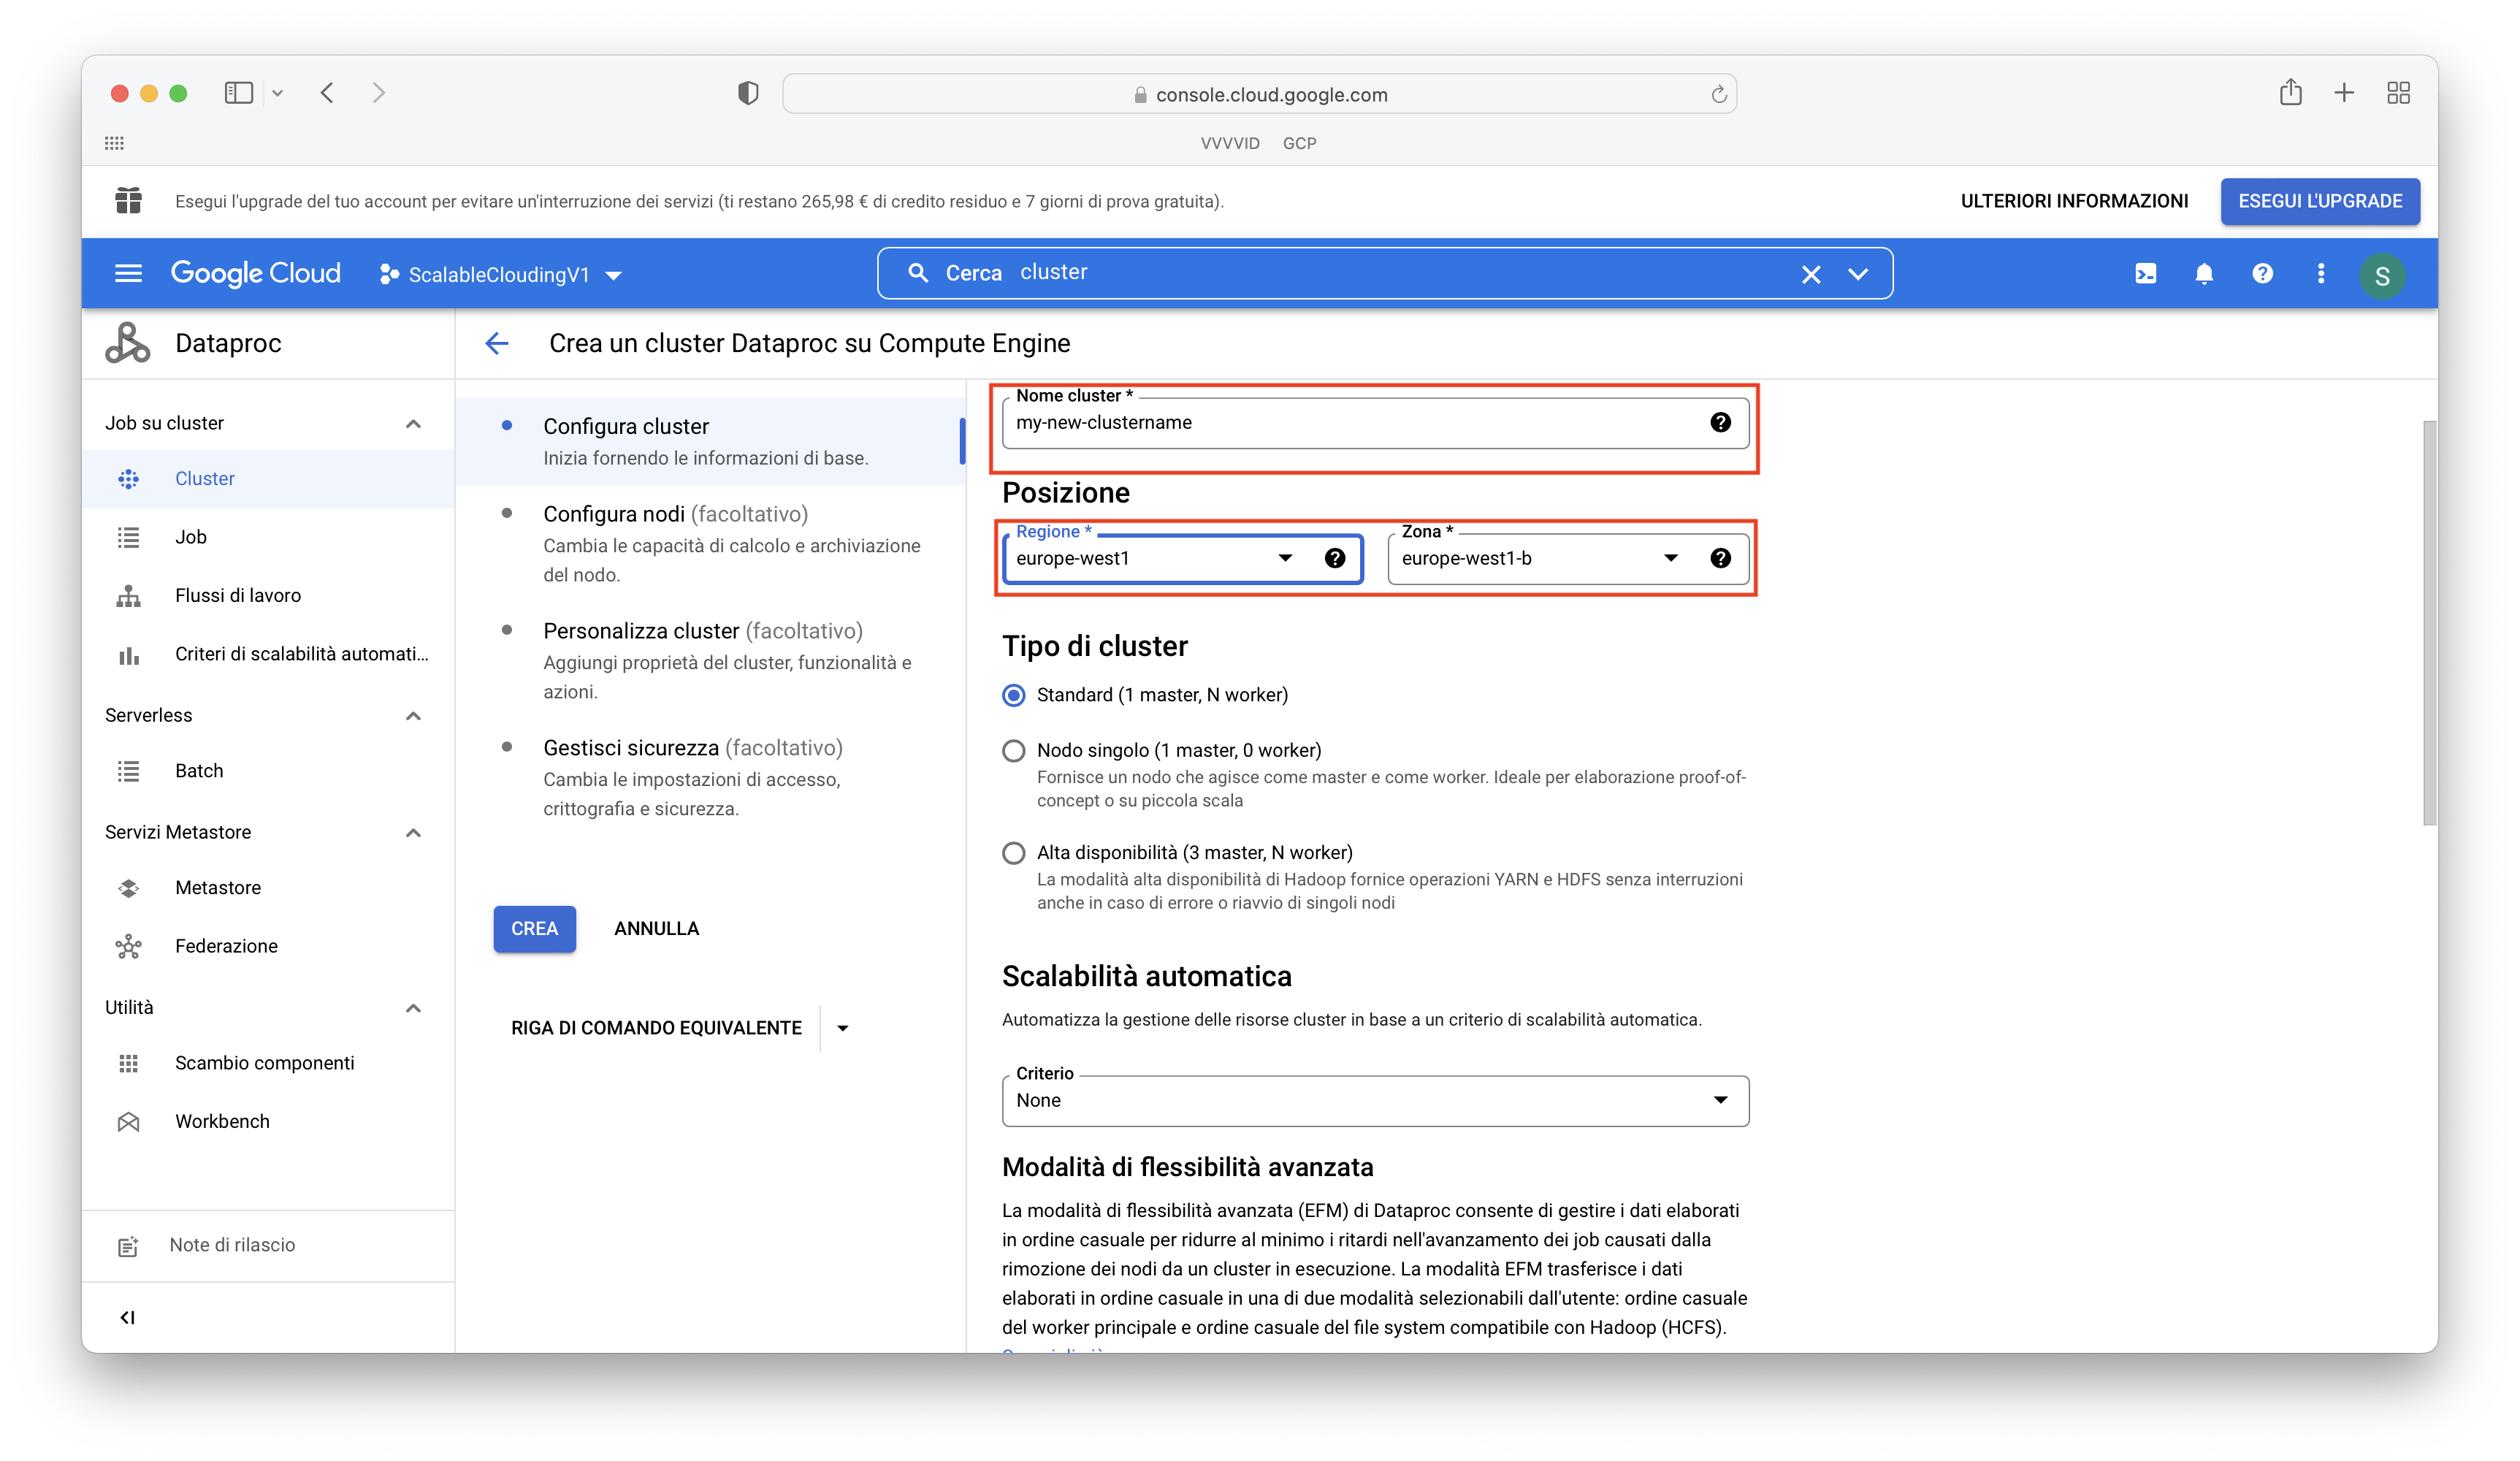 console.cloud.google.com
VVVVID GCP
Esegui l'upgrade del tuo account per evitare un'interruzione dei servizi (ti restano 265,98 € di credito residuo e 7 giorni di prova gratuita).
ULTERIORI INFORMAZIONI
ESEGUI L'UPGRADE
Google Cloud
ScalableCloudingV1
Cerca cluster
S
Dataproc
Job su cluster
Cluster
Job
Flussi di lavoro
Criteri di scalabilità automati...
Serverless
Batch
Servizi Metastore
Metastore
Federazione
Utilità
Scambio componenti
Workbench
Note di rilascio
Crea un cluster Dataproc su Compute Engine
Configura cluster
Inizia fornendo le informazioni di base.
Configura nodi (facoltativo)
Cambia le capacità di calcolo e archiviazione
del nodo.
Personalizza cluster (facoltativo)
Aggiungi proprietà del cluster, funzionalità e
azioni.
Gestisci sicurezza (facoltativo)
Cambia le impostazioni di accesso,
crittografia e sicurezza.
CREA
ANNULLA
RIGA DI COMANDO EQUIVALENTE
Nome cluster *
my-new-clustername
Posizione
Regione *
europe-west1
Zona *
europe-west1-b
Tipo di cluster
Standard (1 master, N worker)
Nodo singolo (1 master, 0 worker)
Fornisce un nodo che agisce come master e come worker. Ideale per elaborazione proof-of-
concept o su piccola scala
Alta disponibilità (3 master, N worker)
La modalità alta disponibilità di Hadoop fornice operazioni YARN e HDFS senza interruzioni
anche in caso di errore o riavvio di singoli nodi
Scalabilità automatica
Automatizza la gestione delle risorse cluster in base a un criterio di scalabilità automatica.
Criterio
None
Modalità di flessibilità avanzata
La modalità di flessibilità avanzata (EFM) di Dataproc consente di gestire i dati elaborati
in ordine casuale per ridurre al minimo i ritardi nell'avanzamento dei job causati dalla
rimozione dei nodi da un cluster in esecuzione. La modalità EFM trasferisce i dati
elaborati in ordine casuale in una di due modalità selezionabili dall'utente: ordine casuale
del worker principale e ordine casuale del file system compatibile con Hadoop (HCFS).